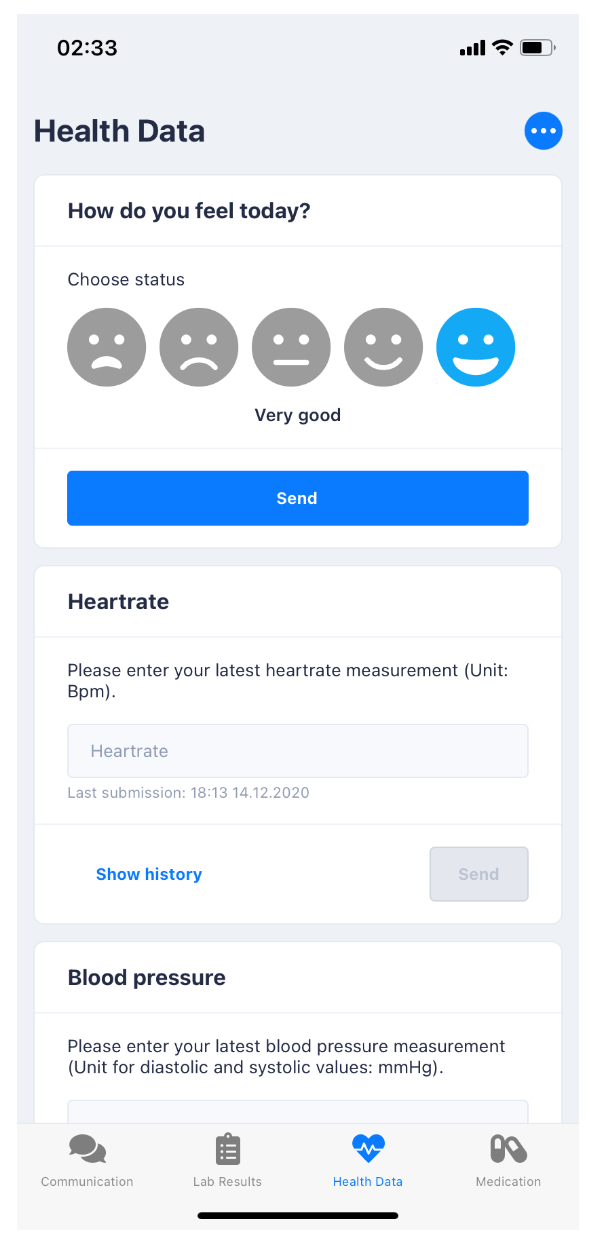 02:33
Health Data
How do you feel today?
Choose status
Very good
Send
Heartrate
Please enter your latest heartrate measurement (Unit:
Bpm).
Heartrate
Last submission: 18:13 14.12.2020
Show history
Send
Blood pressure
Please enter your latest blood pressure measurement
(Unit for diastolic and systolic values: mmHg).
Communication
Lab Results
Health Data
Medication